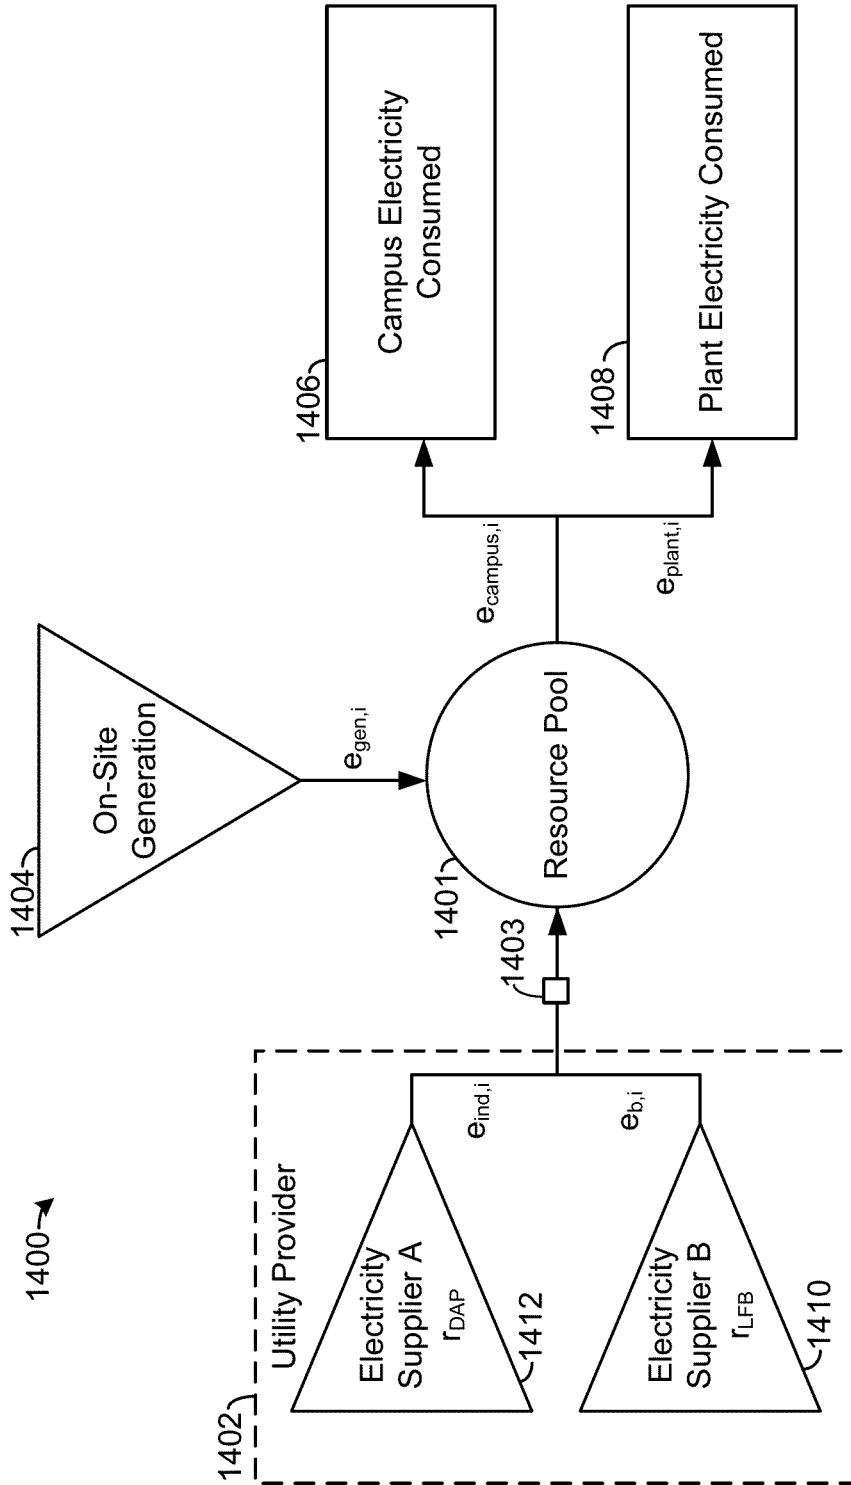 1400
1402
Utility Provider
Electricity
Supplier A
r_DAP
1412
e_ind,i
Electricity
Supplier B
r_LFB
1410
e_b,i
1403
1404
On-Site
Generation
e_gen,i
1401
Resource Pool
e_campus,i
e_plant,i
1406
Campus Electricity
Consumed
1408
Plant Electricity Consumed